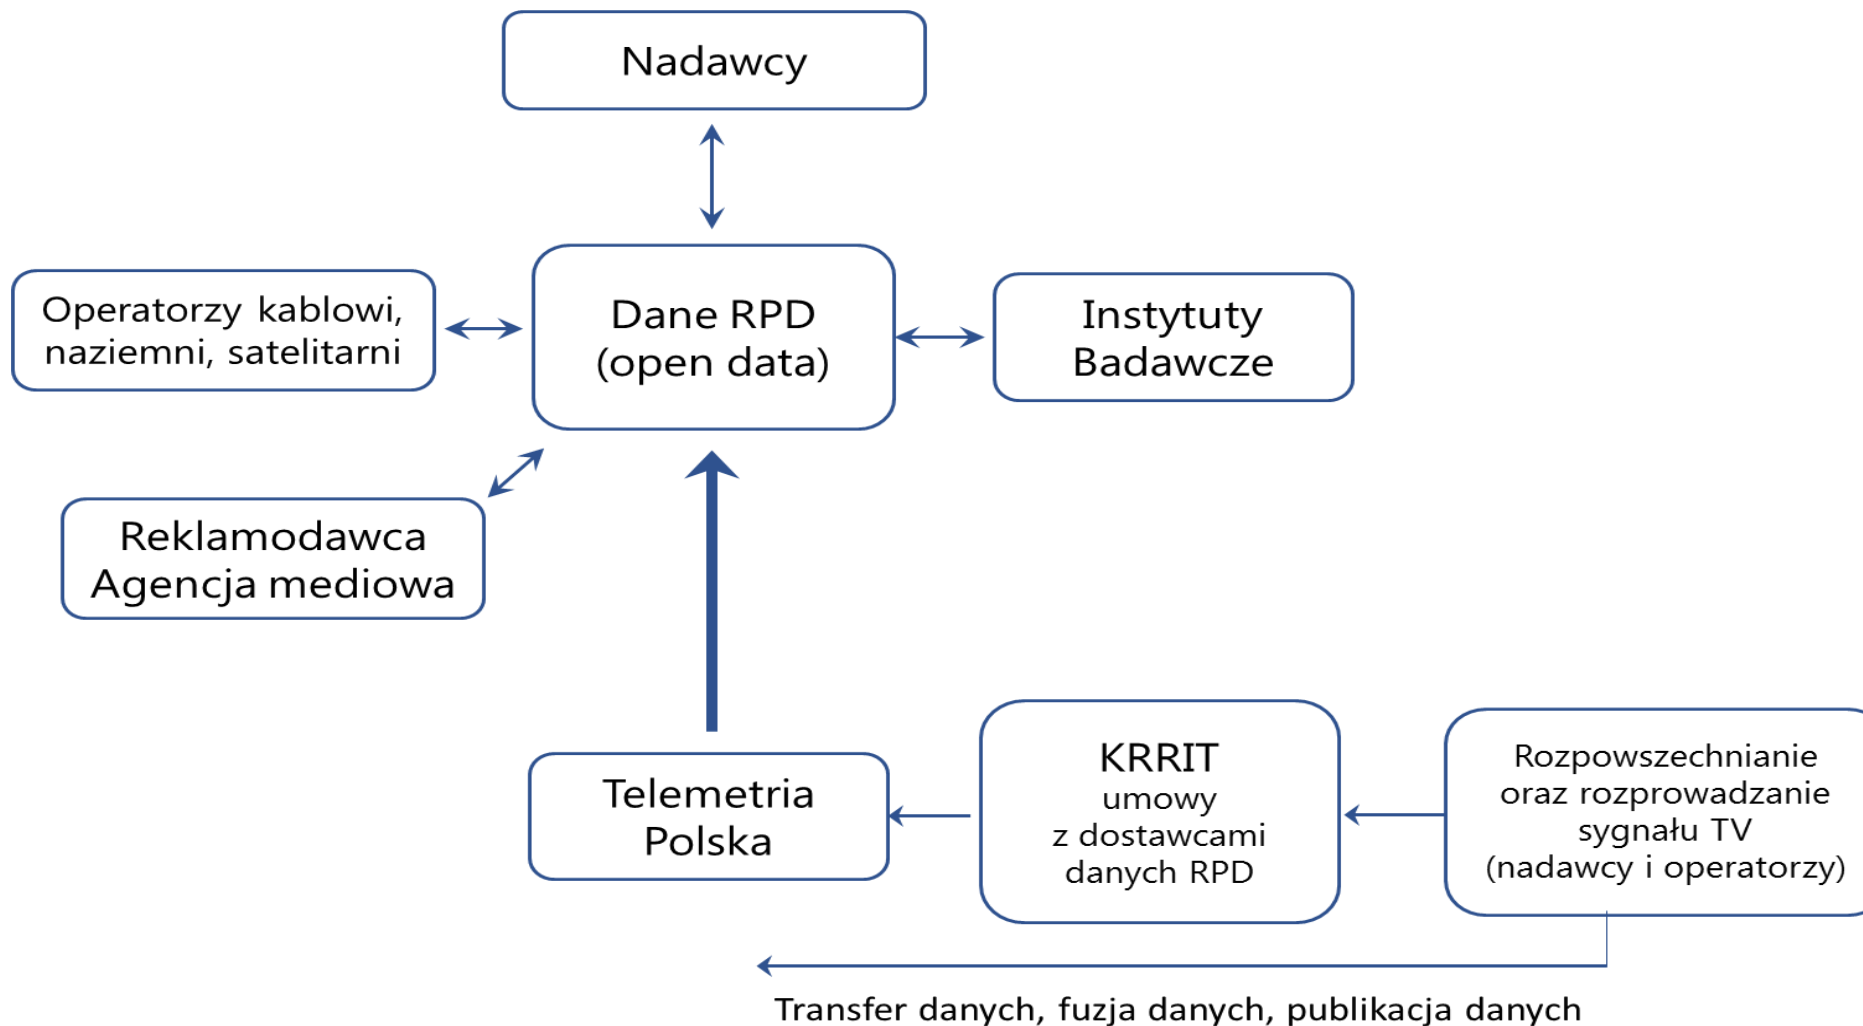 Nadawcy
Operatorzy kablowi,
naziemni, satelitarni
Dane RPD
(open data)
Instytuty
Badawcze
Reklamodawca
Agencja mediowa
Telemetria
Polska
KRRIT
umowy
z dostawcami
danych RPD
Rozpowszechnianie
oraz rozprowadzanie
sygnału TV
(nadawcy i operatorzy)
Transfer danych, fuzja danych, publikacja danych